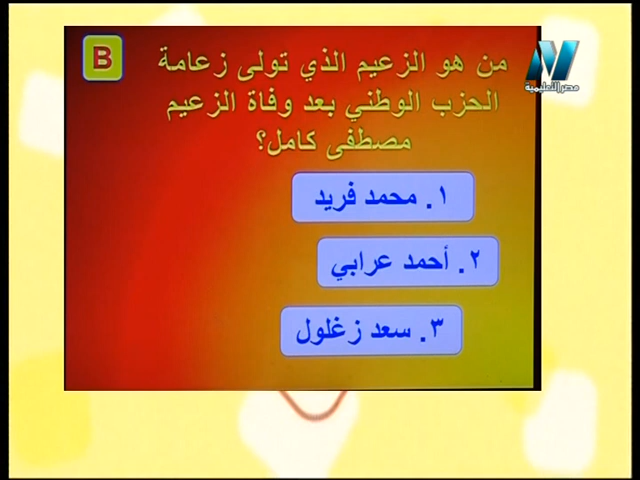 B
من هو الزعيم الذي تولى زعامة
الحزب الوطني بعد وفاة الزعيم
مصطفى كامل؟
١. محمد فريد
٢. أحمد عرابي
٣. سعد زغلول
مصر التعليمية